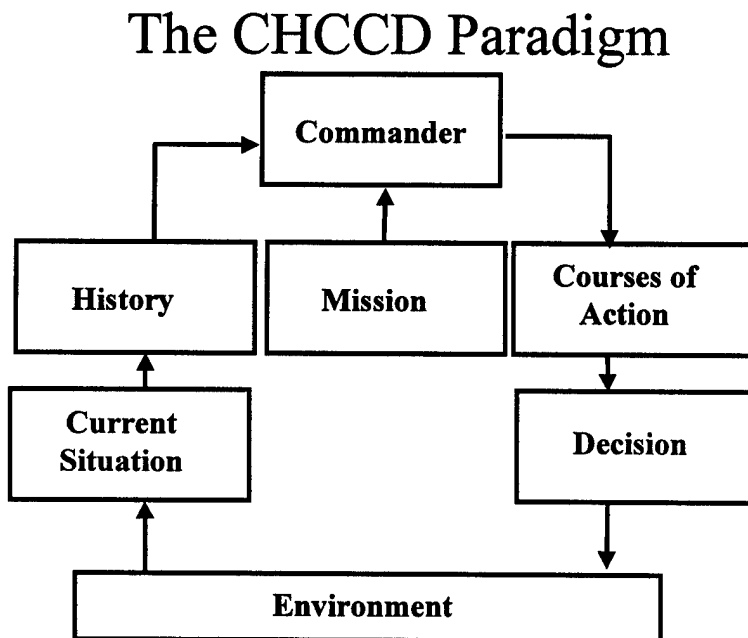 The CHCCD Paradigm
Commander
History
Mission
Courses of
Action
Current
Situation
Decision
Environment